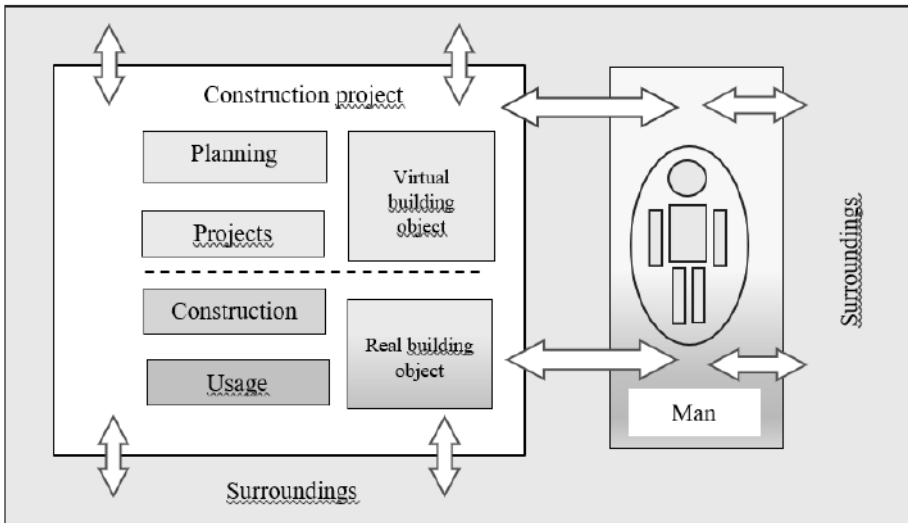 Construction project
Planning
Virtual
building
object
Projects
Construction
Real building
object
Usage
Man
Surroundings
Surroundings